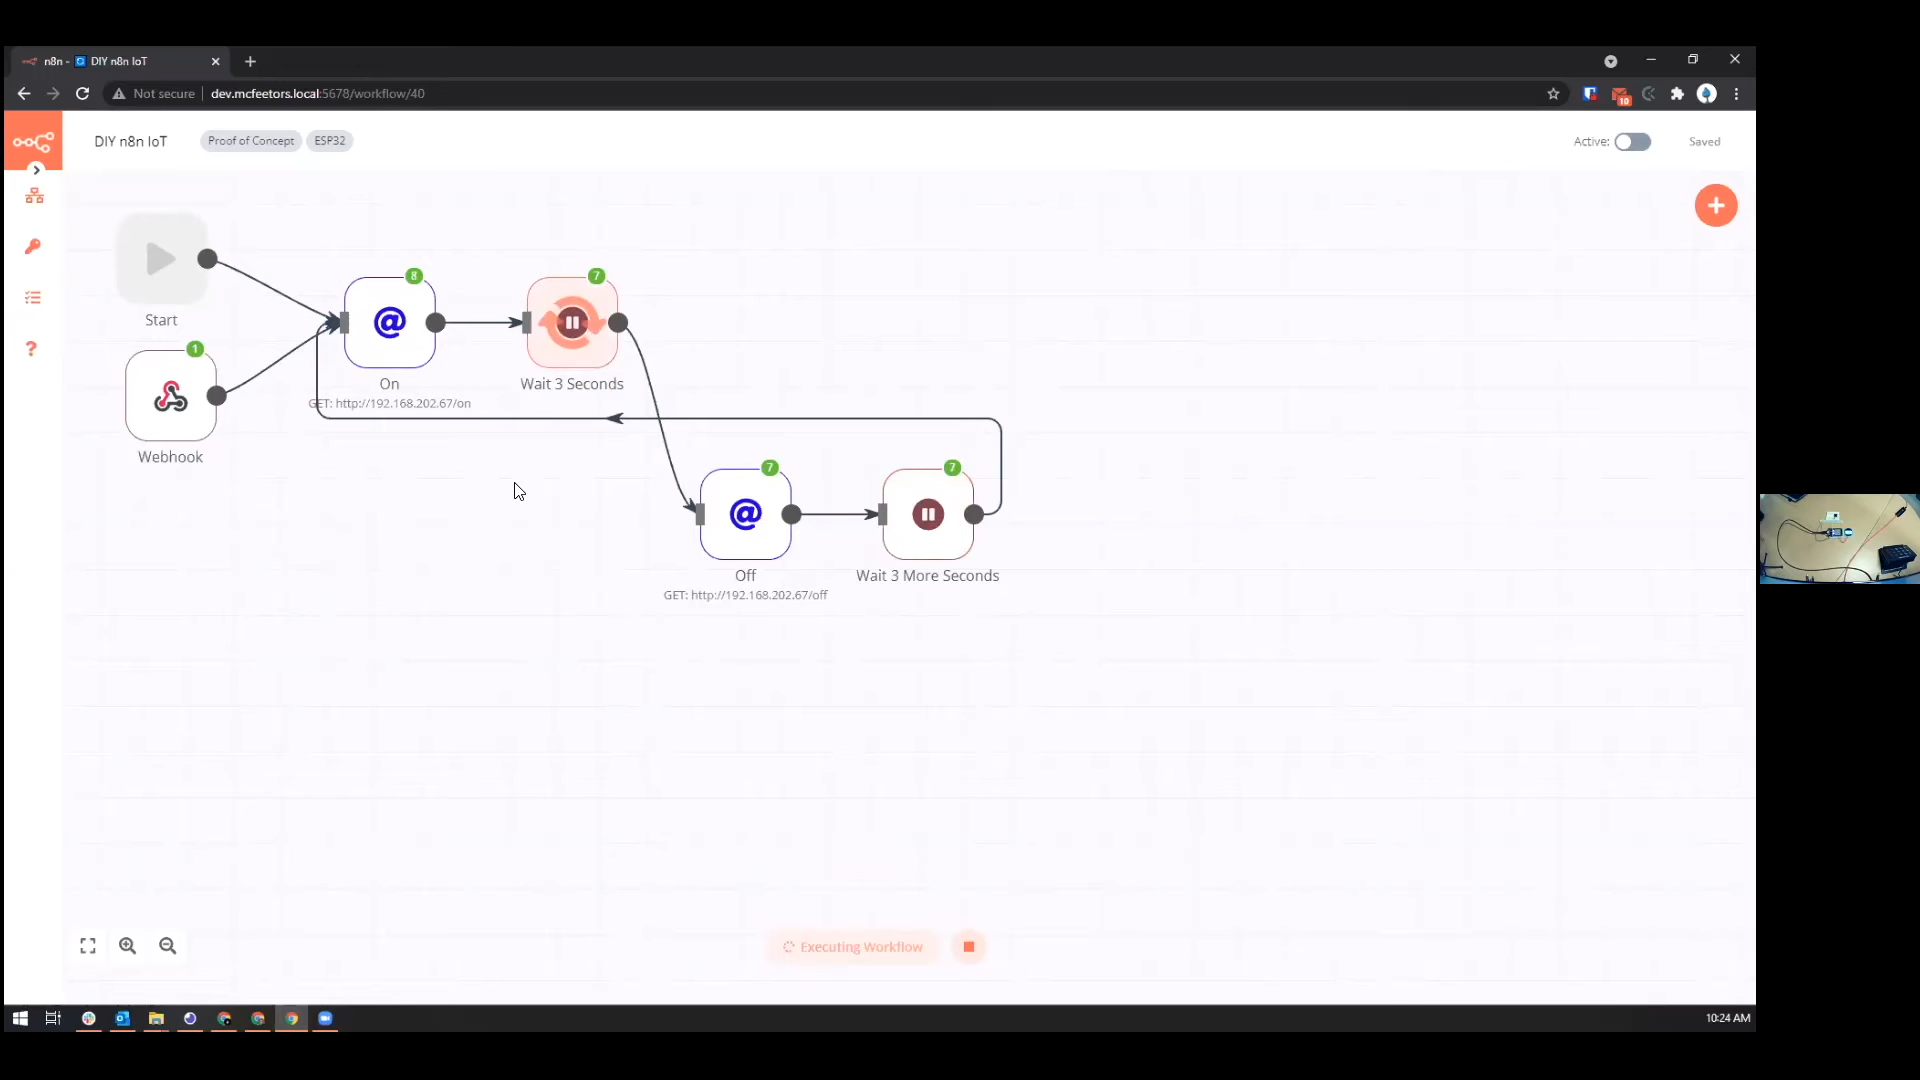 n8n - DIY n8n IoT
Not secure dev.mcfeetors.local:5678/workflow/40
10
DIY n8n IoT Proof of Concept ESP32 Active: Saved
Start
1
Webhook
8
@
On
GET: http://192.168.202.67/on
7
Wait 3 Seconds
7
@
Off
GET: http://192.168.202.67/off
7
Wait 3 More Seconds
Executing Workflow
10:24 AM